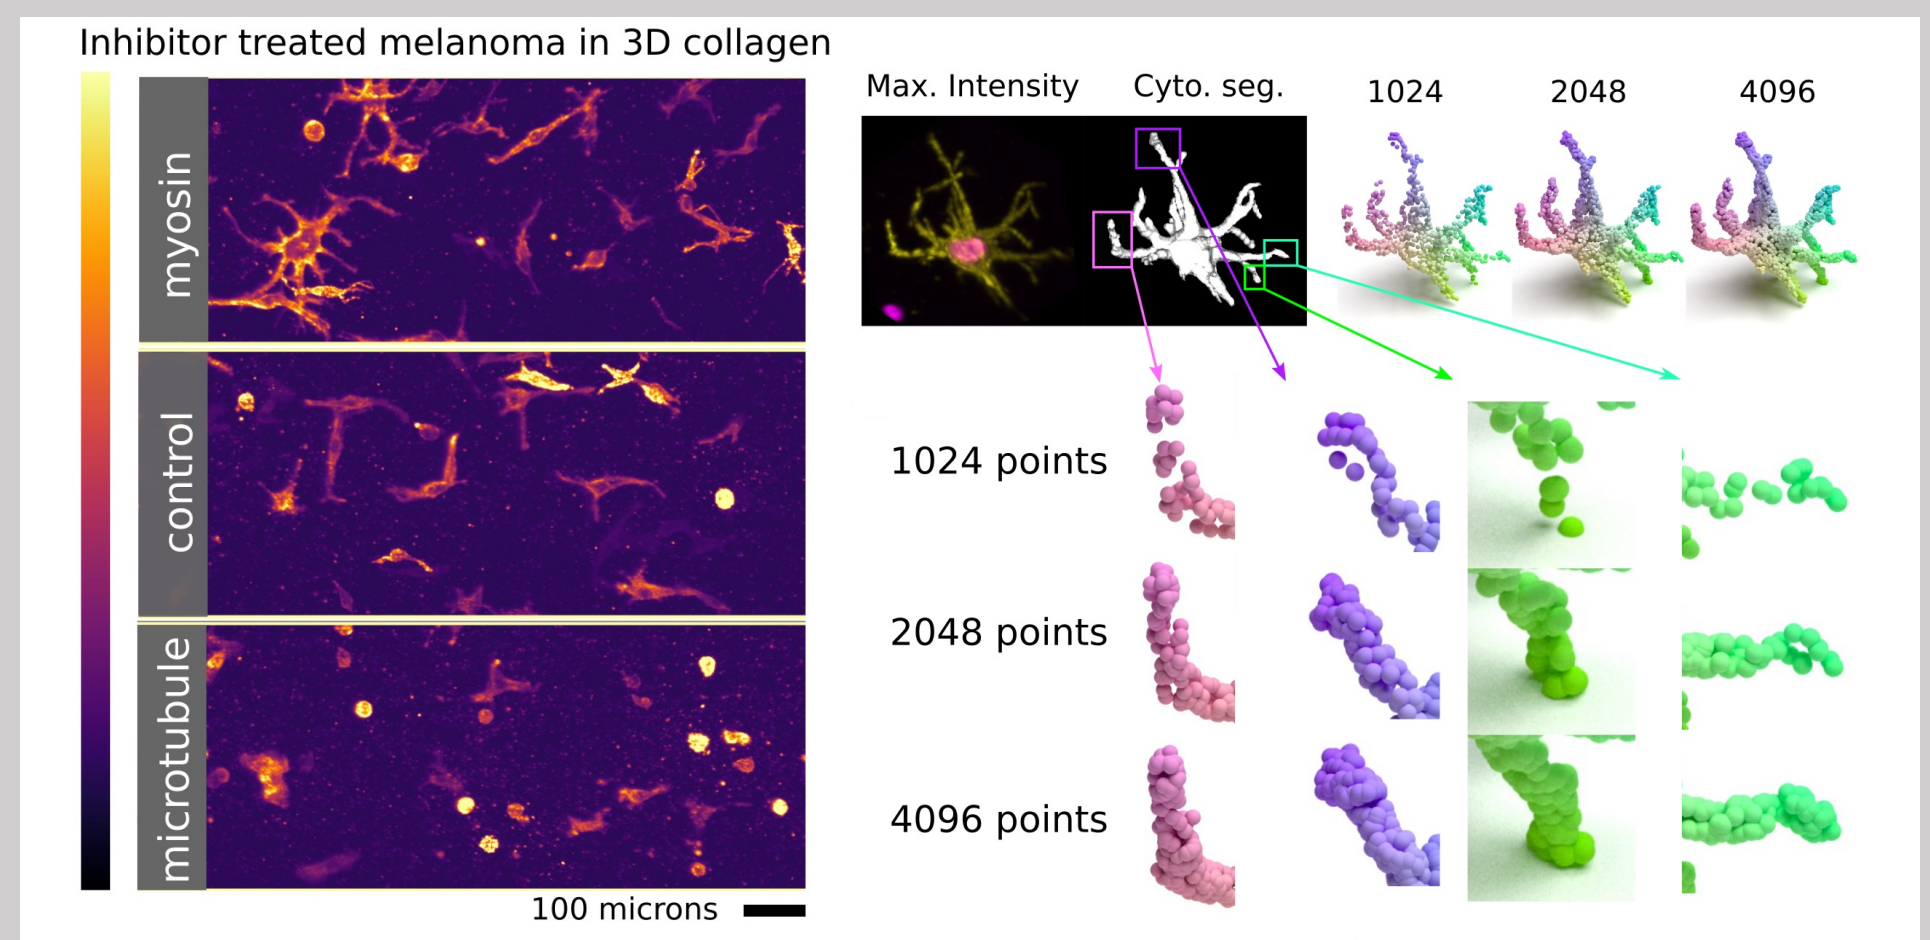 Inhibitor treated melanoma in 3D collagen
myosin
control
microtubule
100 microns
Max. Intensity
Cyto. seg.
1024
2048
4096
1024 points
2048 points
4096 points